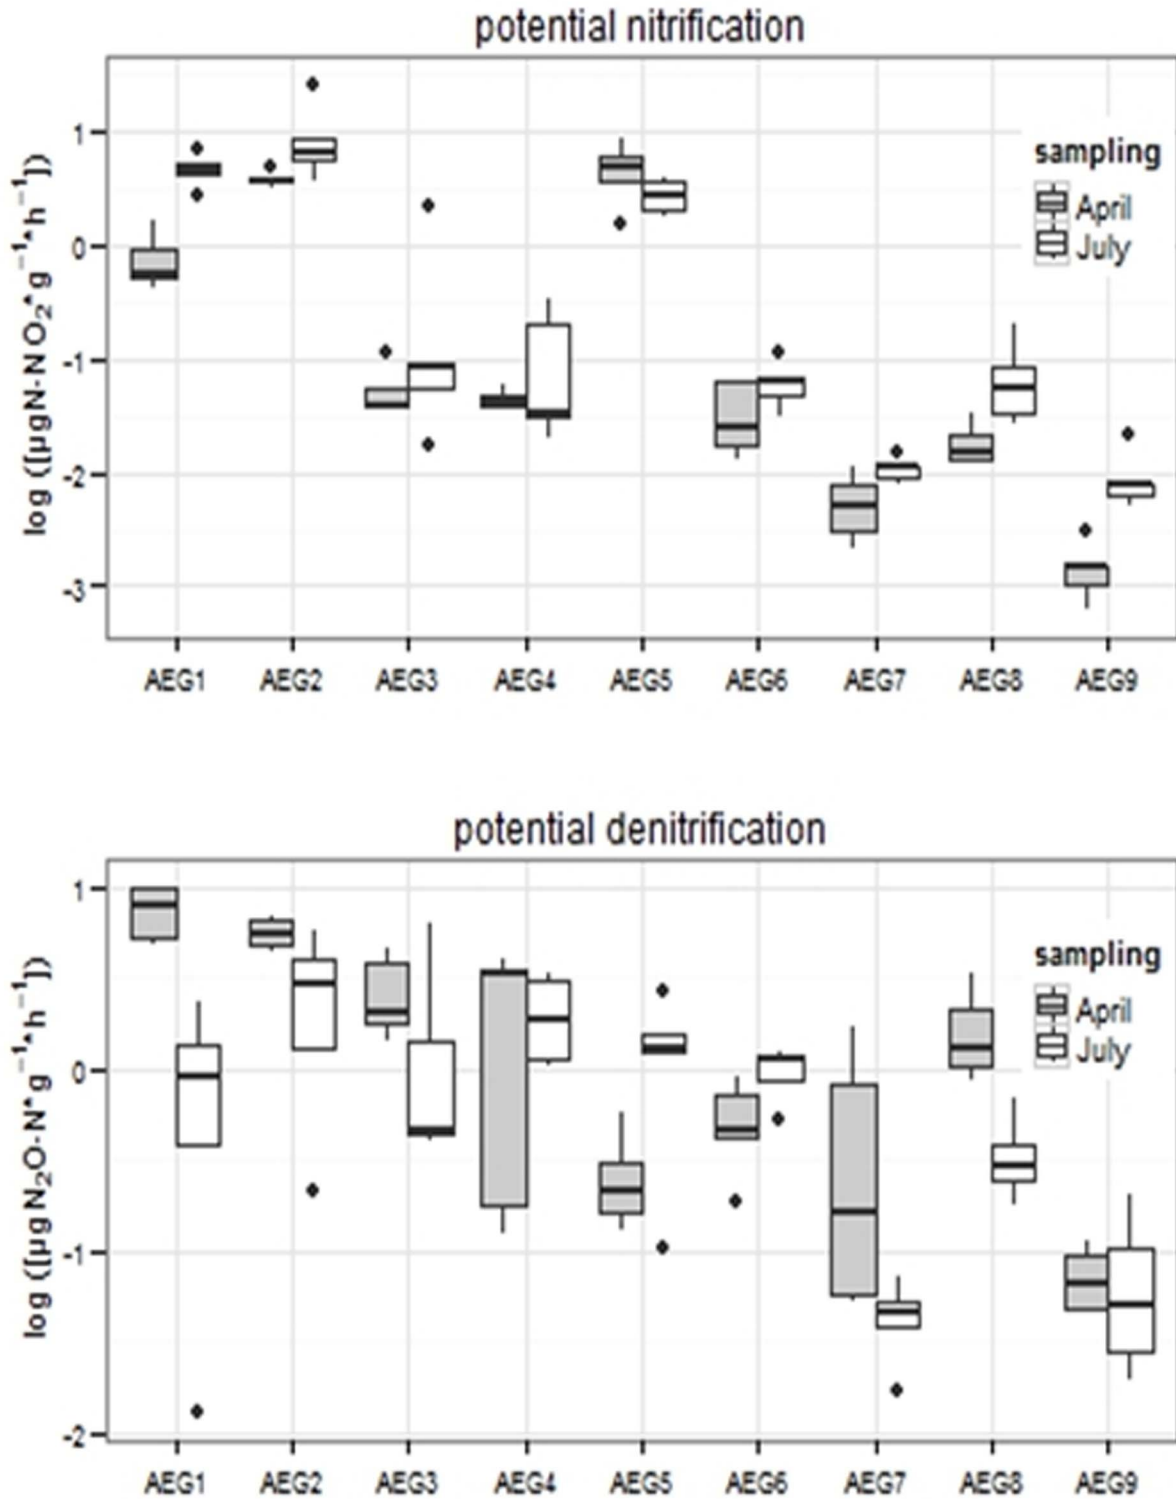 potential nitrification
log ([µgN-NO₂*g⁻¹*h⁻¹])
1
0
-1
-2
-3
sampling
April
July
AEG1 AEG2 AEG3 AEG4 AEG5 AEG6 AEG7 AEG8 AEG9
potential denitrification
log ([µgN₂O-N*g⁻¹*h⁻¹])
1
0
-1
-2
sampling
April
July
AEG1 AEG2 AEG3 AEG4 AEG5 AEG6 AEG7 AEG8 AEG9